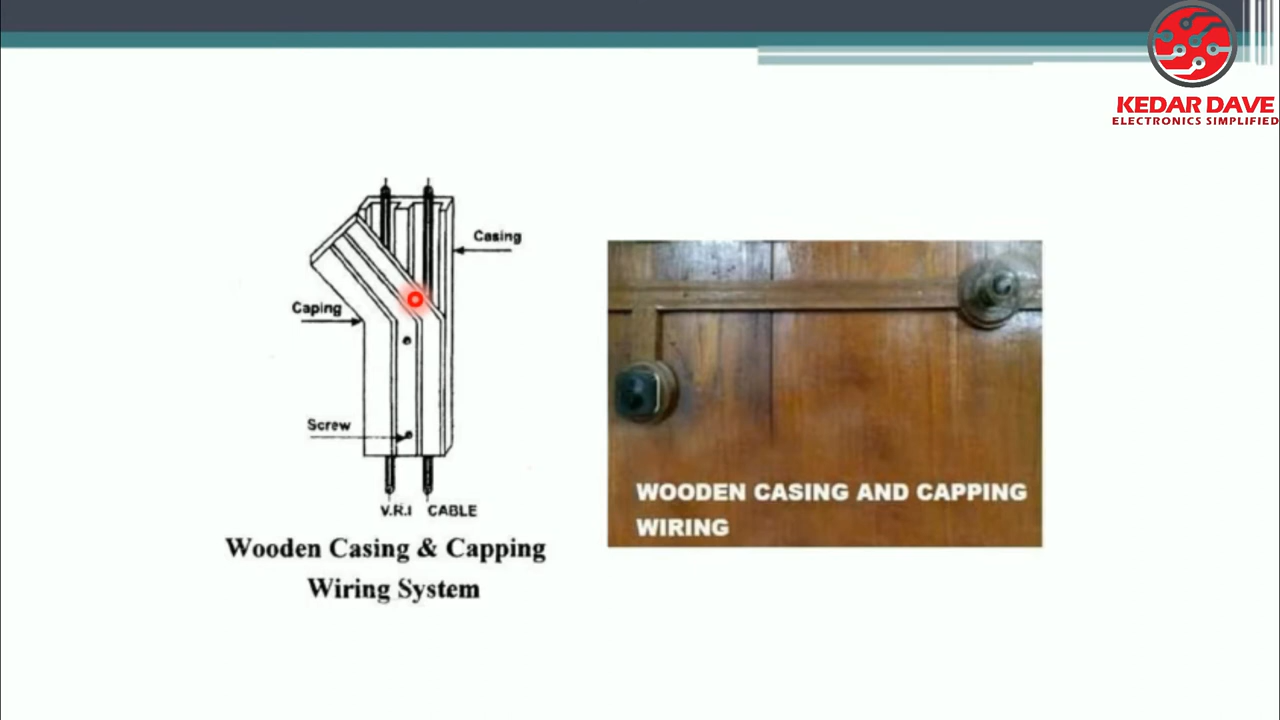 KEDAR DAVE
ELECTRONICS SIMPLIFIED
Casing
Caping
Screw
V.R.I CABLE
Wooden Casing & Capping
Wiring System
WOODEN CASING AND CAPPING
WIRING